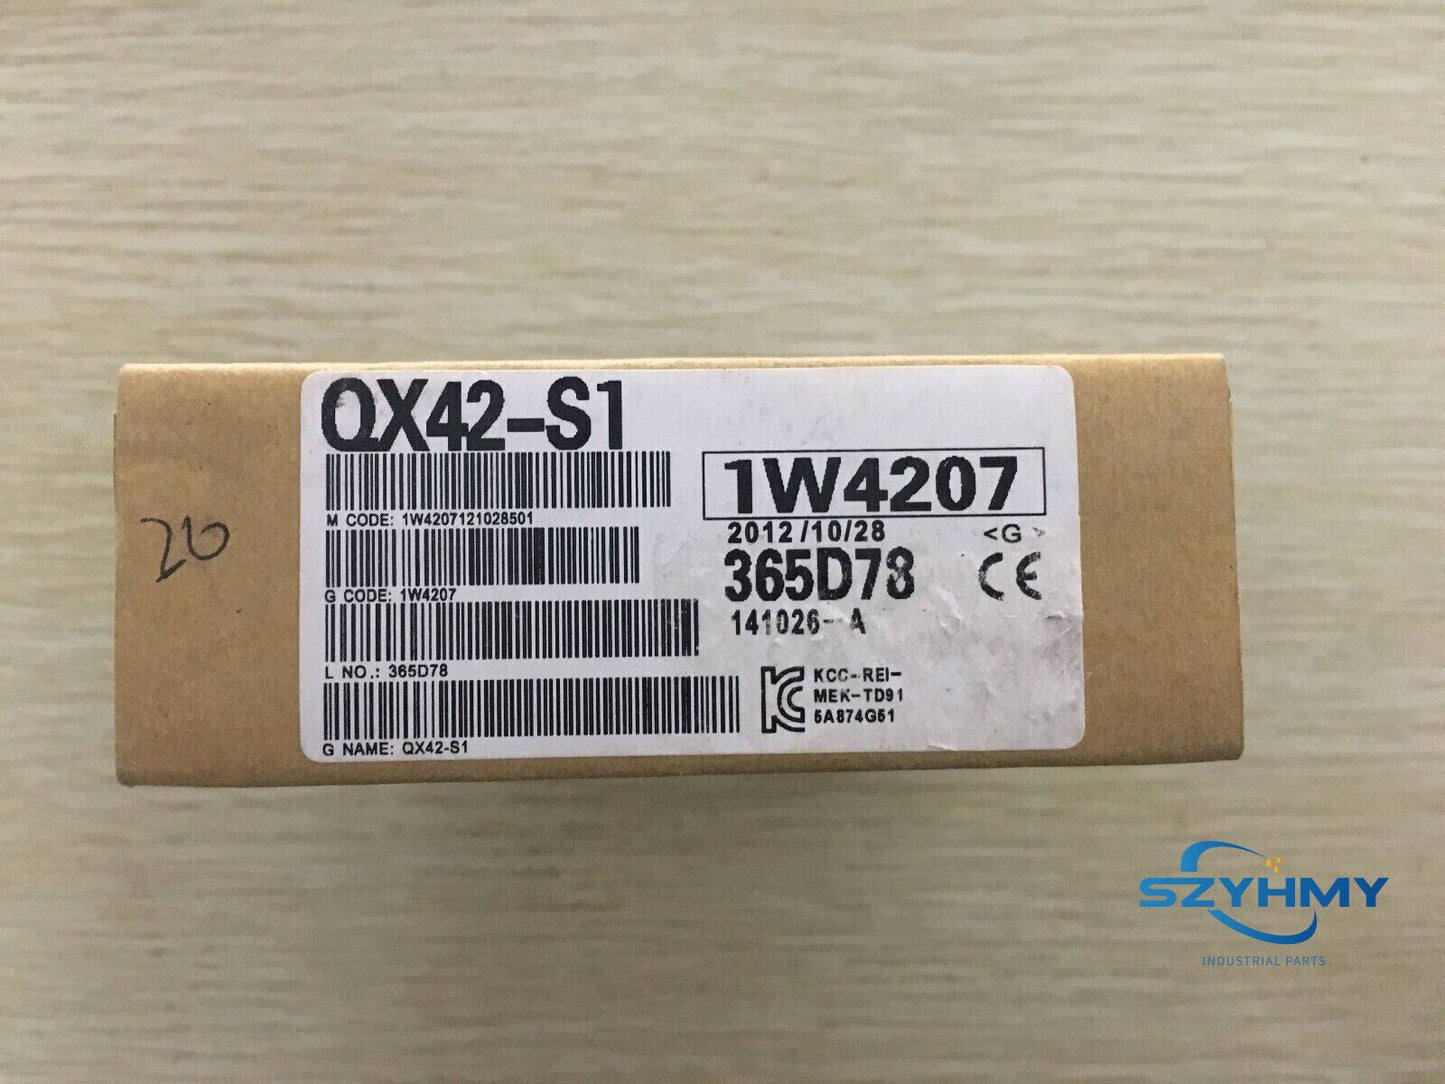 QX42-S1
M CODE: 1W4207121028501
G CODE: 1W4207
L NO.: 365D78
G NAME: QX42-S1
1W4207
2012/10/28 <G>
365D78 CE
141026-A
KCC-REI-
MEK-TD91
5A874G51
20
SZYHMY
INDUSTRIAL PARTS